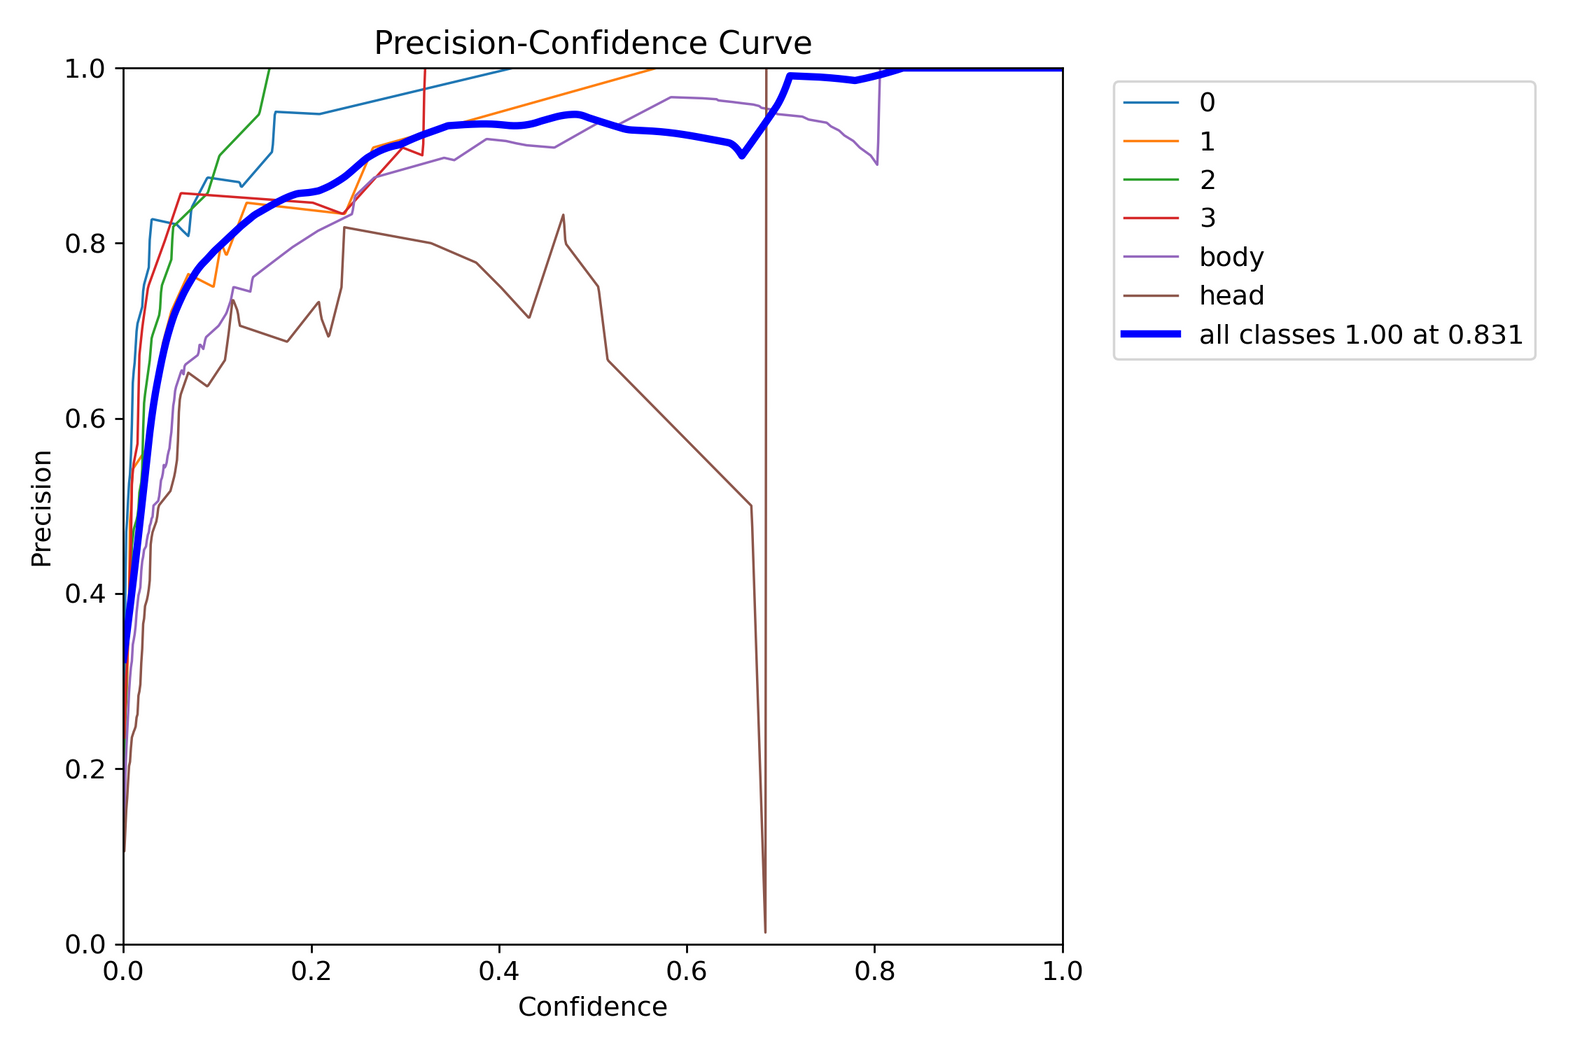 Precision-Confidence Curve
1.0
0.8
0.6
0.4
0.2
0.0
Precision
0.0 0.2 0.4 0.6 0.8 1.0
Confidence
0
1
2
3
body
head
all classes 1.00 at 0.831